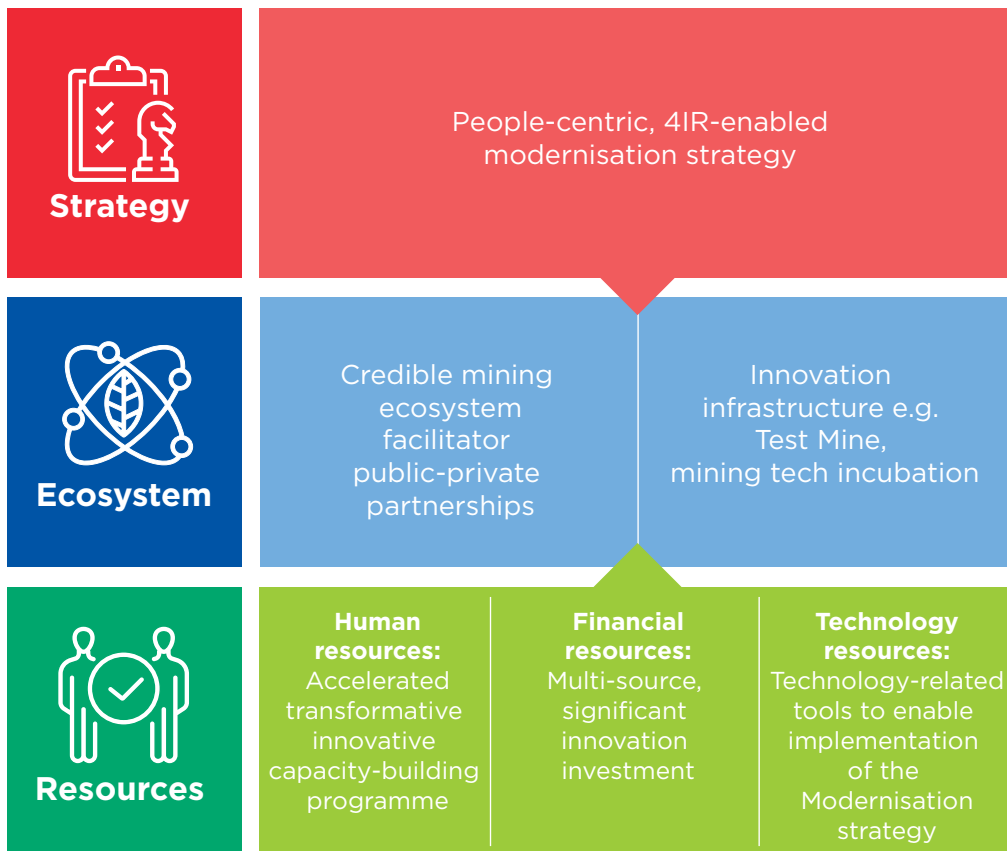 Strategy
People-centric, 4IR-enabled
modernisation strategy
Ecosystem
Credible mining
ecosystem
facilitator
public-private
partnerships
Innovation
infrastructure e.g.
Test Mine,
mining tech incubation
Resources
Human
resources:
Accelerated
transformative
innovative
capacity-building
programme
Financial
resources:
Multi-source,
significant
innovation
investment
Technology
resources:
Technology-related
tools to enable
implementation
of the
Modernisation
strategy